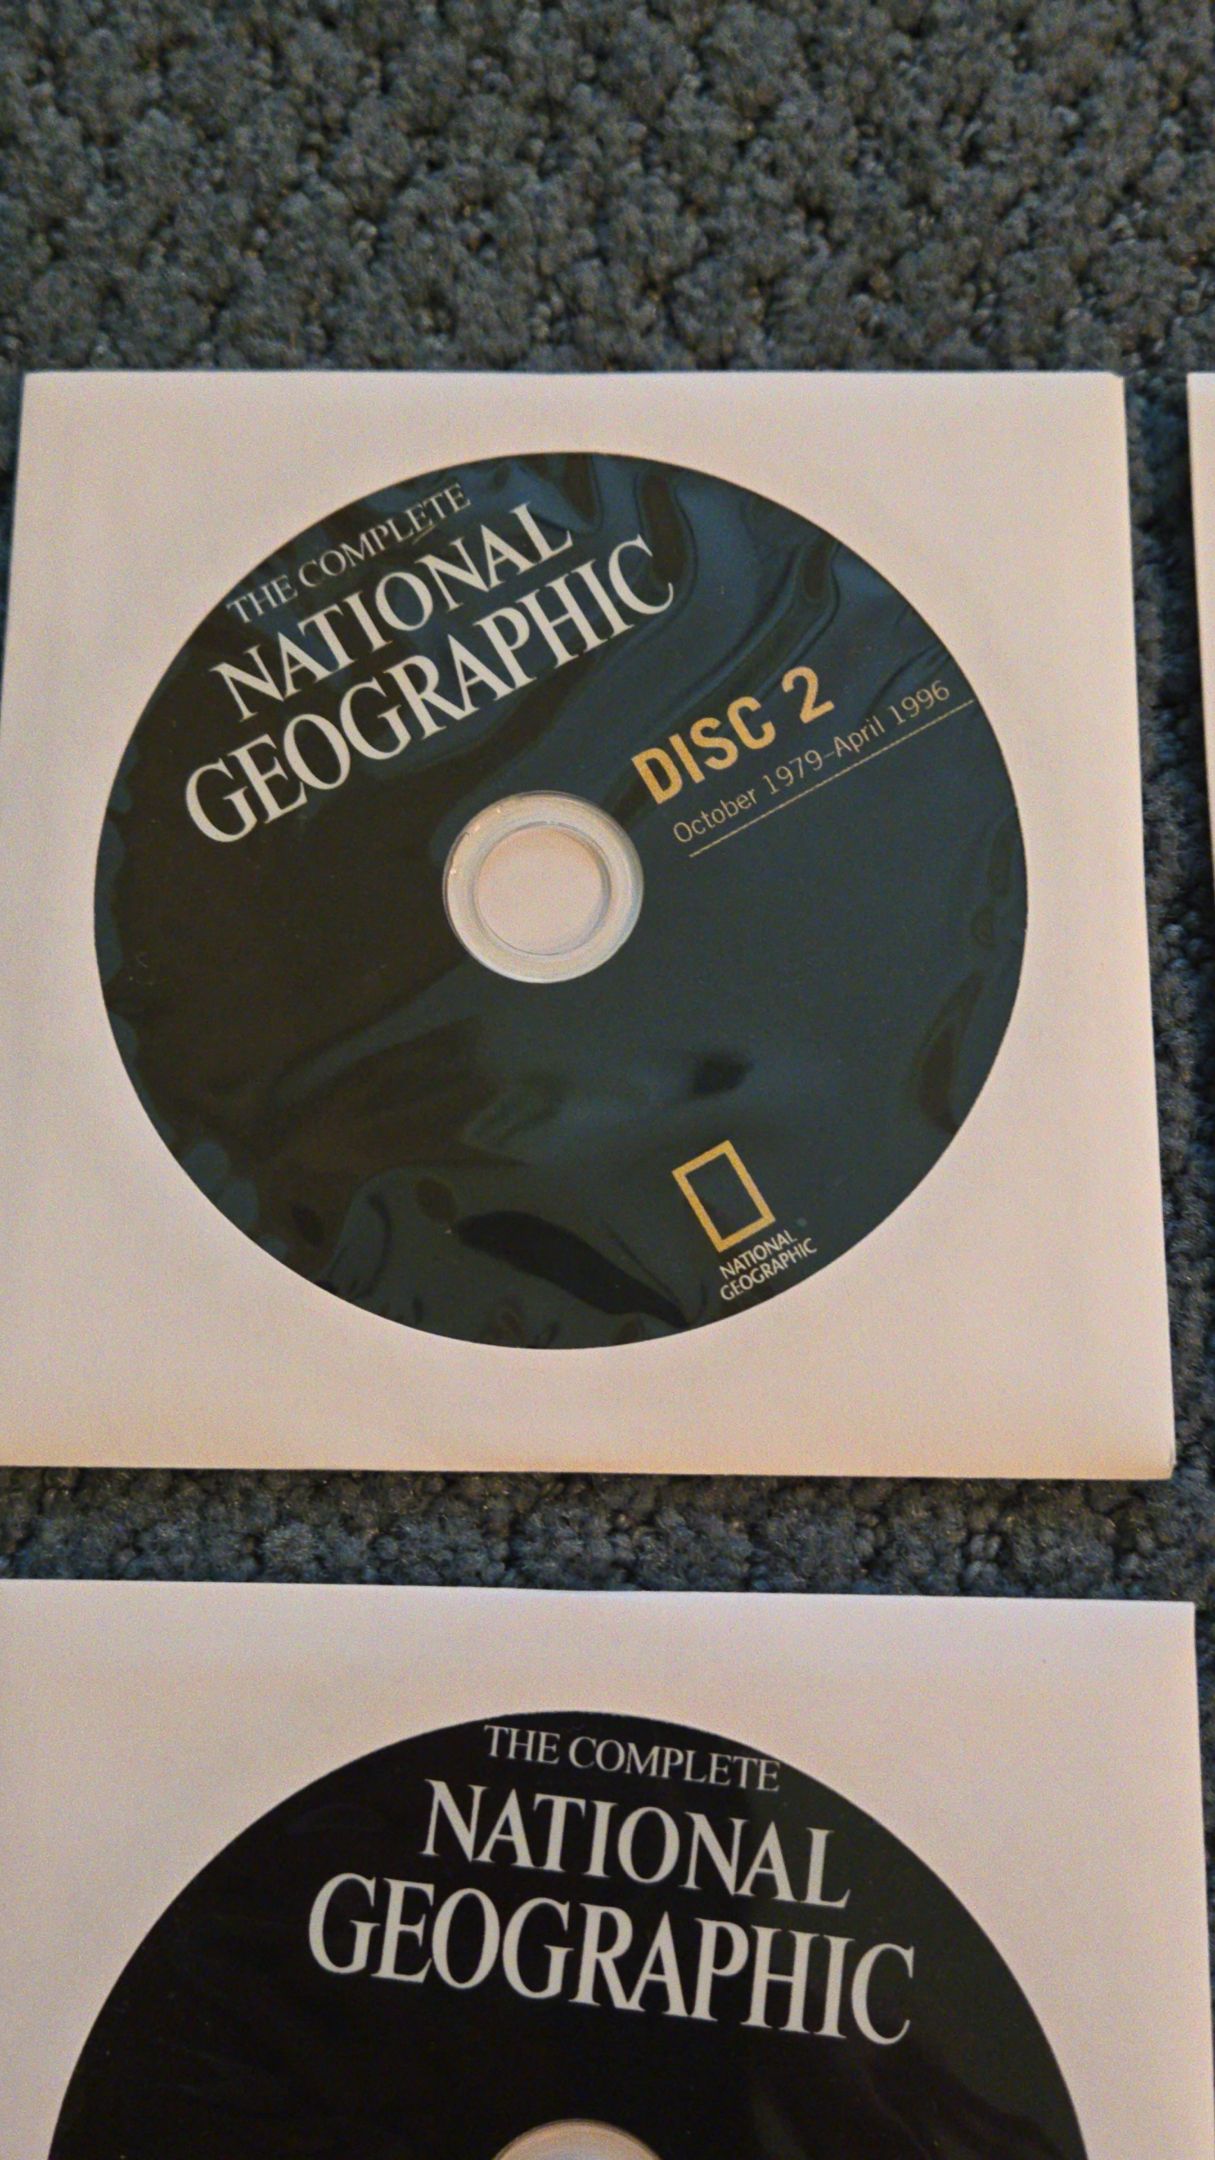 THE COMPLETE
NATIONAL
GEOGRAPHIC
DISC 2
October 1979–April 1996
NATIONAL
GEOGRAPHIC
THE COMPLETE
NATIONAL
GEOGRAPHIC